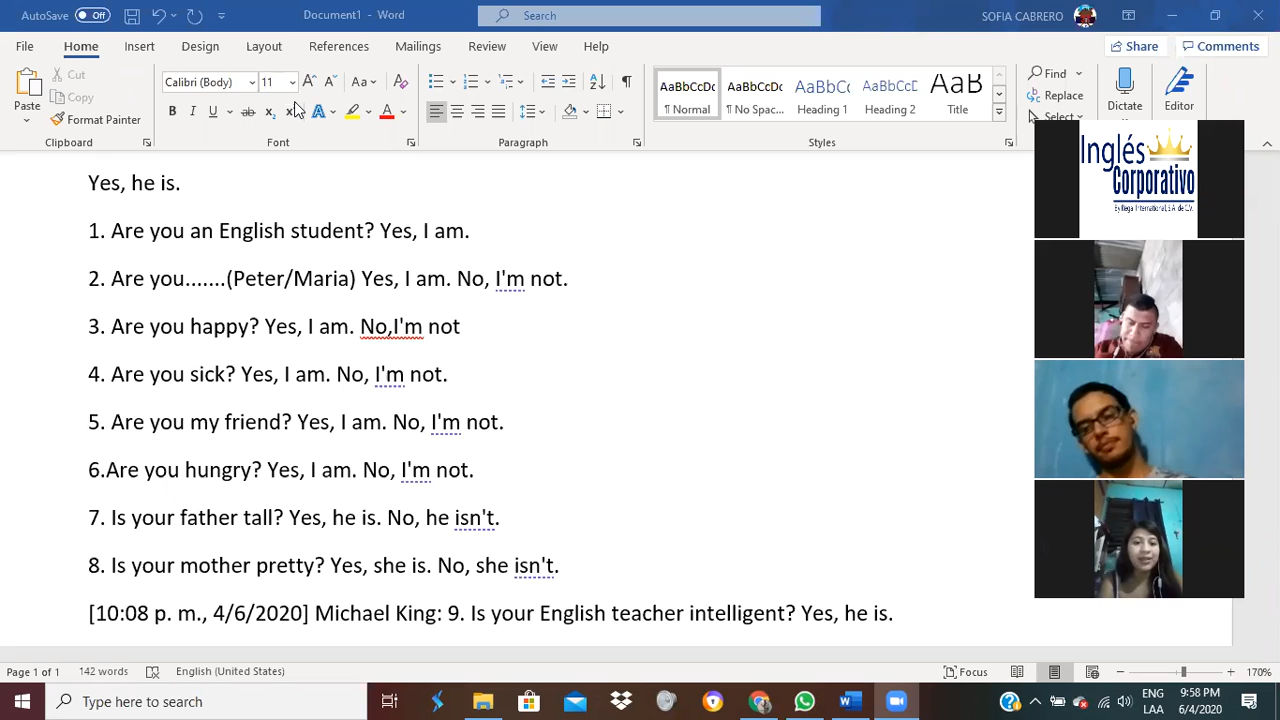 AutoSave Off Document1 - Word Search SOFIA CABRERO
File Home Insert Design Layout References Mailings Review View Help Share Comments
Cut
Copy
Paste
Format Painter
Calibri (Body) 11
Normal No Spac... Heading 1 Heading 2 Title
Find
Replace
Select
Dictate Editor
Clipboard Font Paragraph Styles
Yes, he is.
1. Are you an English student? Yes, I am.
2. Are you.......(Peter/Maria) Yes, I am. No, I'm not.
3. Are you happy? Yes, I am. No,I'm not
4. Are you sick? Yes, I am. No, I'm not.
5. Are you my friend? Yes, I am. No, I'm not.
6.Are you hungry? Yes, I am. No, I'm not.
7. Is your father tall? Yes, he is. No, he isn't.
8. Is your mother pretty? Yes, she is. No, she isn't.
[10:08 p. m., 4/6/2020] Michael King: 9. Is your English teacher intelligent? Yes, he is.
Inglés
Corporativo
Page 1 of 1 142 words English (United States) Focus 170%
Type here to search
ENG
LAA
9:58 PM
6/4/2020